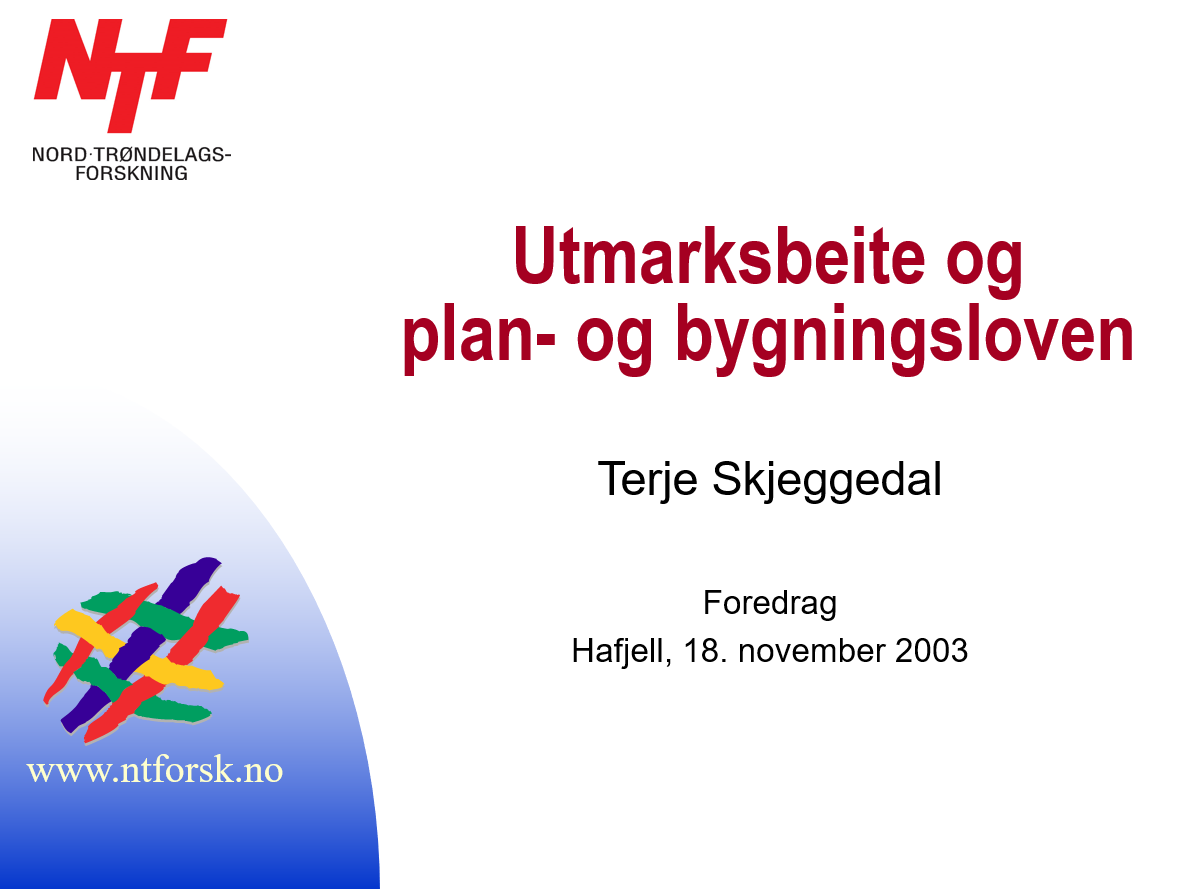 NTF
NORD·TRØNDELAGS-
FORSKNING
Utmarksbeite og
plan- og bygningsloven
Terje Skjeggedal
Foredrag
Hafjell, 18. november 2003
www.ntforsk.no